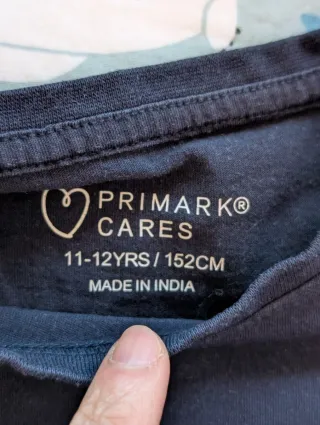 PRIMARK®
CARES
11-12YRS / 152CM
MADE IN INDIA